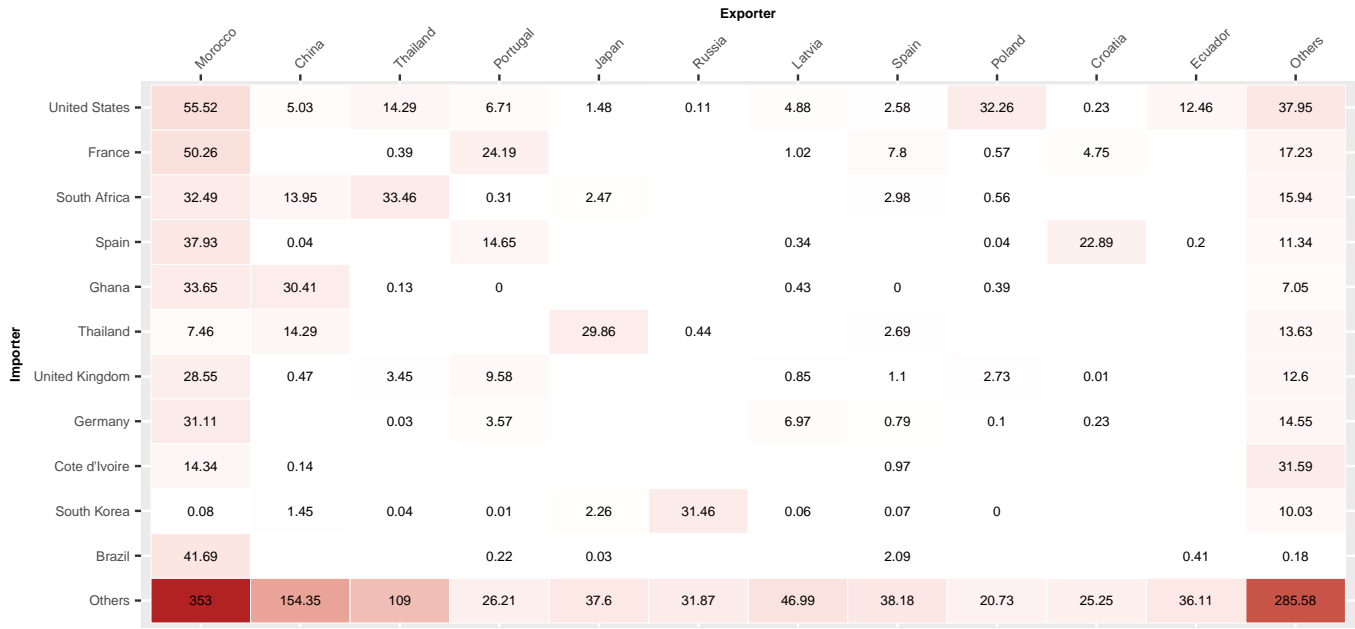 Exporter
Morocco China Thailand Portugal Japan Russia Latvia Spain Poland Croatia Ecuador Others
United States 55.52 5.03 14.29 6.71 1.48 0.11 4.88 2.58 32.26 0.23 12.46 37.95
France 50.26 0.39 24.19 1.02 7.8 0.57 4.75 17.23
South Africa 32.49 13.95 33.46 0.31 2.47 2.98 0.56 15.94
Spain 37.93 0.04 14.65 0.34 0.04 22.89 0.2 11.34
Ghana 33.65 30.41 0.13 0 0.43 0 0.39 7.05
Thailand 7.46 14.29 29.86 0.44 2.69 13.63
Importer
United Kingdom 28.55 0.47 3.45 9.58 0.85 1.1 2.73 0.01 12.6
Germany 31.11 0.03 3.57 6.97 0.79 0.1 0.23 14.55
Cote d'Ivoire 14.34 0.14 0.97 31.59
South Korea 0.08 1.45 0.04 0.01 2.26 31.46 0.06 0.07 0 10.03
Brazil 41.69 0.22 0.03 2.09 0.41 0.18
Others 353 154.35 109 26.21 37.6 31.87 46.99 38.18 20.73 25.25 36.11 285.58